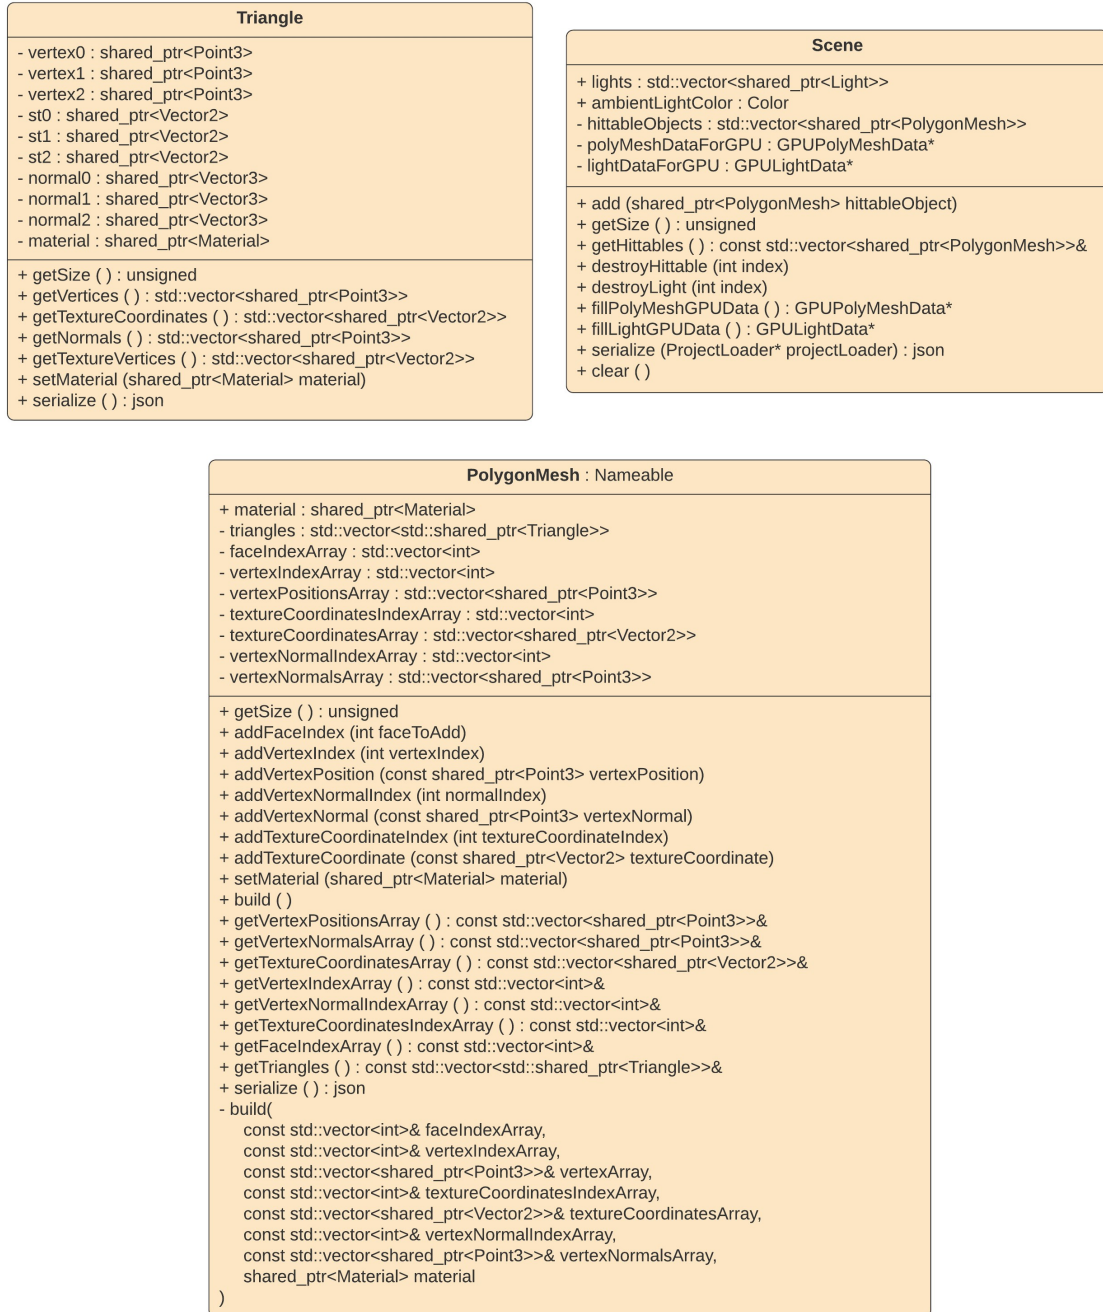 Triangle
- vertex0 : shared_ptr<Point3>
- vertex1 : shared_ptr<Point3>
- vertex2 : shared_ptr<Point3>
- st0 : shared_ptr<Vector2>
- st1 : shared_ptr<Vector2>
- st2 : shared_ptr<Vector2>
- normal0 : shared_ptr<Vector3>
- normal1 : shared_ptr<Vector3>
- normal2 : shared_ptr<Vector3>
- material : shared_ptr<Material>
+ getSize ( ) : unsigned
+ getVertices ( ) : std::vector<shared_ptr<Point3>>
+ getTextureCoordinates ( ) : std::vector<shared_ptr<Vector2>>
+ getNormals ( ) : std::vector<shared_ptr<Point3>>
+ getTextureVertices ( ) : std::vector<shared_ptr<Vector2>>
+ setMaterial (shared_ptr<Material> material)
+ serialize ( ) : json
Scene
+ lights : std::vector<shared_ptr<Light>>
+ ambientLightColor : Color
- hittableObjects : std::vector<shared_ptr<PolygonMesh>>
- polyMeshDataForGPU : GPUPolyMeshData*
- lightDataForGPU : GPULightData*
+ add (shared_ptr<PolygonMesh> hittableObject)
+ getSize ( ) : unsigned
+ getHittables ( ) : const std::vector<shared_ptr<PolygonMesh>>&
+ destroyHittable (int index)
+ destroyLight (int index)
+ fillPolyMeshGPUData ( ) : GPUPolyMeshData*
+ fillLightGPUData ( ) : GPULightData*
+ serialize (ProjectLoader* projectLoader) : json
+ clear ( )
PolygonMesh : Nameable
+ material : shared_ptr<Material>
- triangles : std::vector<std::shared_ptr<Triangle>>
- faceIndexArray : std::vector<int>
- vertexIndexArray : std::vector<int>
- vertexPositionsArray : std::vector<shared_ptr<Point3>>
- textureCoordinatesIndexArray : std::vector<int>
- textureCoordinatesArray : std::vector<shared_ptr<Vector2>>
- vertexNormalIndexArray : std::vector<int>
- vertexNormalsArray : std::vector<shared_ptr<Point3>>
+ getSize ( ) : unsigned
+ addFaceIndex (int faceToAdd)
+ addVertexIndex (int vertexIndex)
+ addVertexPosition (const shared_ptr<Point3> vertexPosition)
+ addVertexNormalIndex (int normalIndex)
+ addVertexNormal (const shared_ptr<Point3> vertexNormal)
+ addTextureCoordinateIndex (int textureCoordinateIndex)
+ addTextureCoordinate (const shared_ptr<Vector2> textureCoordinate)
+ setMaterial (shared_ptr<Material> material)
+ build ( )
+ getVertexPositionsArray ( ) : const std::vector<shared_ptr<Point3>>&
+ getVertexNormalsArray ( ) : const std::vector<shared_ptr<Point3>>&
+ getTextureCoordinatesArray ( ) : const std::vector<shared_ptr<Vector2>>&
+ getVertexIndexArray ( ) : const std::vector<int>&
+ getVertexNormalIndexArray ( ) : const std::vector<int>&
+ getTextureCoordinatesIndexArray ( ) : const std::vector<int>&
+ getFaceIndexArray ( ) : const std::vector<int>&
+ getTriangles ( ) : const std::vector<std::shared_ptr<Triangle>>&
+ serialize ( ) : json
- build(
const std::vector<int>& faceIndexArray,
const std::vector<int>& vertexIndexArray,
const std::vector<shared_ptr<Point3>>& vertexArray,
const std::vector<int>& textureCoordinatesIndexArray,
const std::vector<shared_ptr<Vector2>>& textureCoordinatesArray,
const std::vector<int>& vertexNormalIndexArray,
const std::vector<shared_ptr<Point3>>& vertexNormalsArray,
shared_ptr<Material> material
)